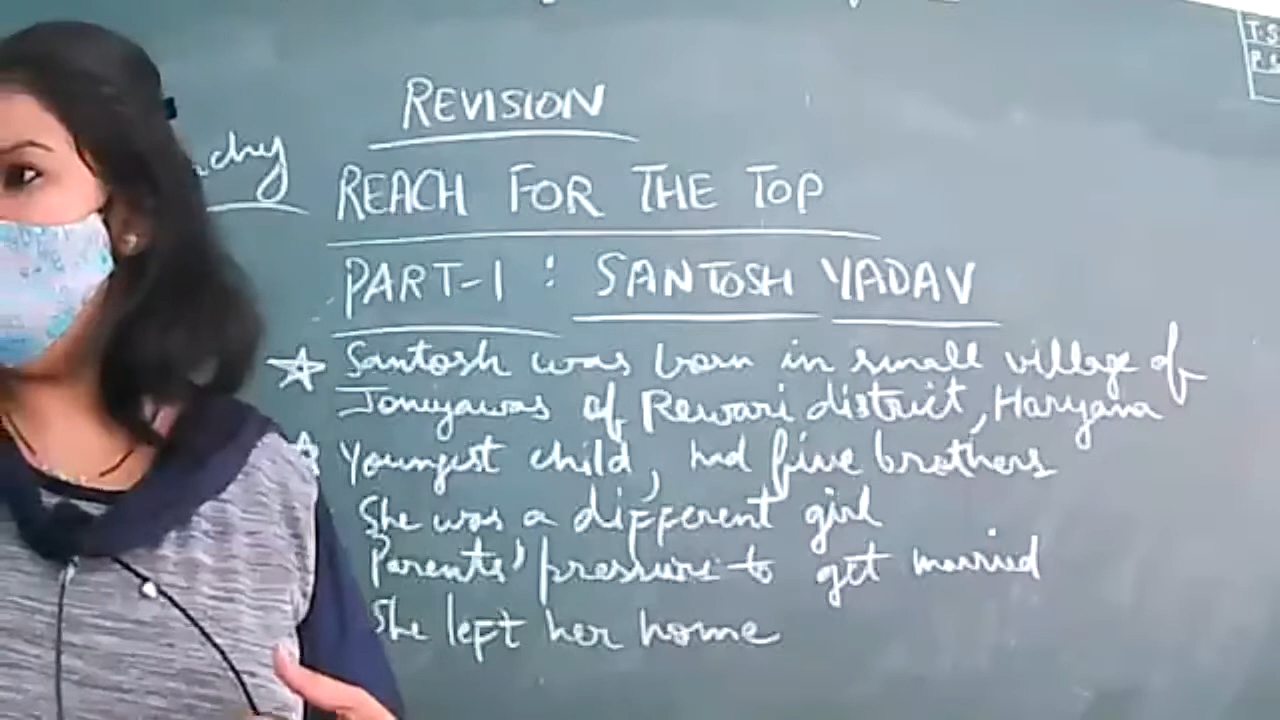 REVISION
REACH FOR THE TOP
PART-1 : SANTOSH YADAV
Santosh was born in small village of
Joniyawas of Rewari district, Haryana
Youngest child, had five brothers
She was a different girl
Parents' pressure to get married
She left her home
T.S